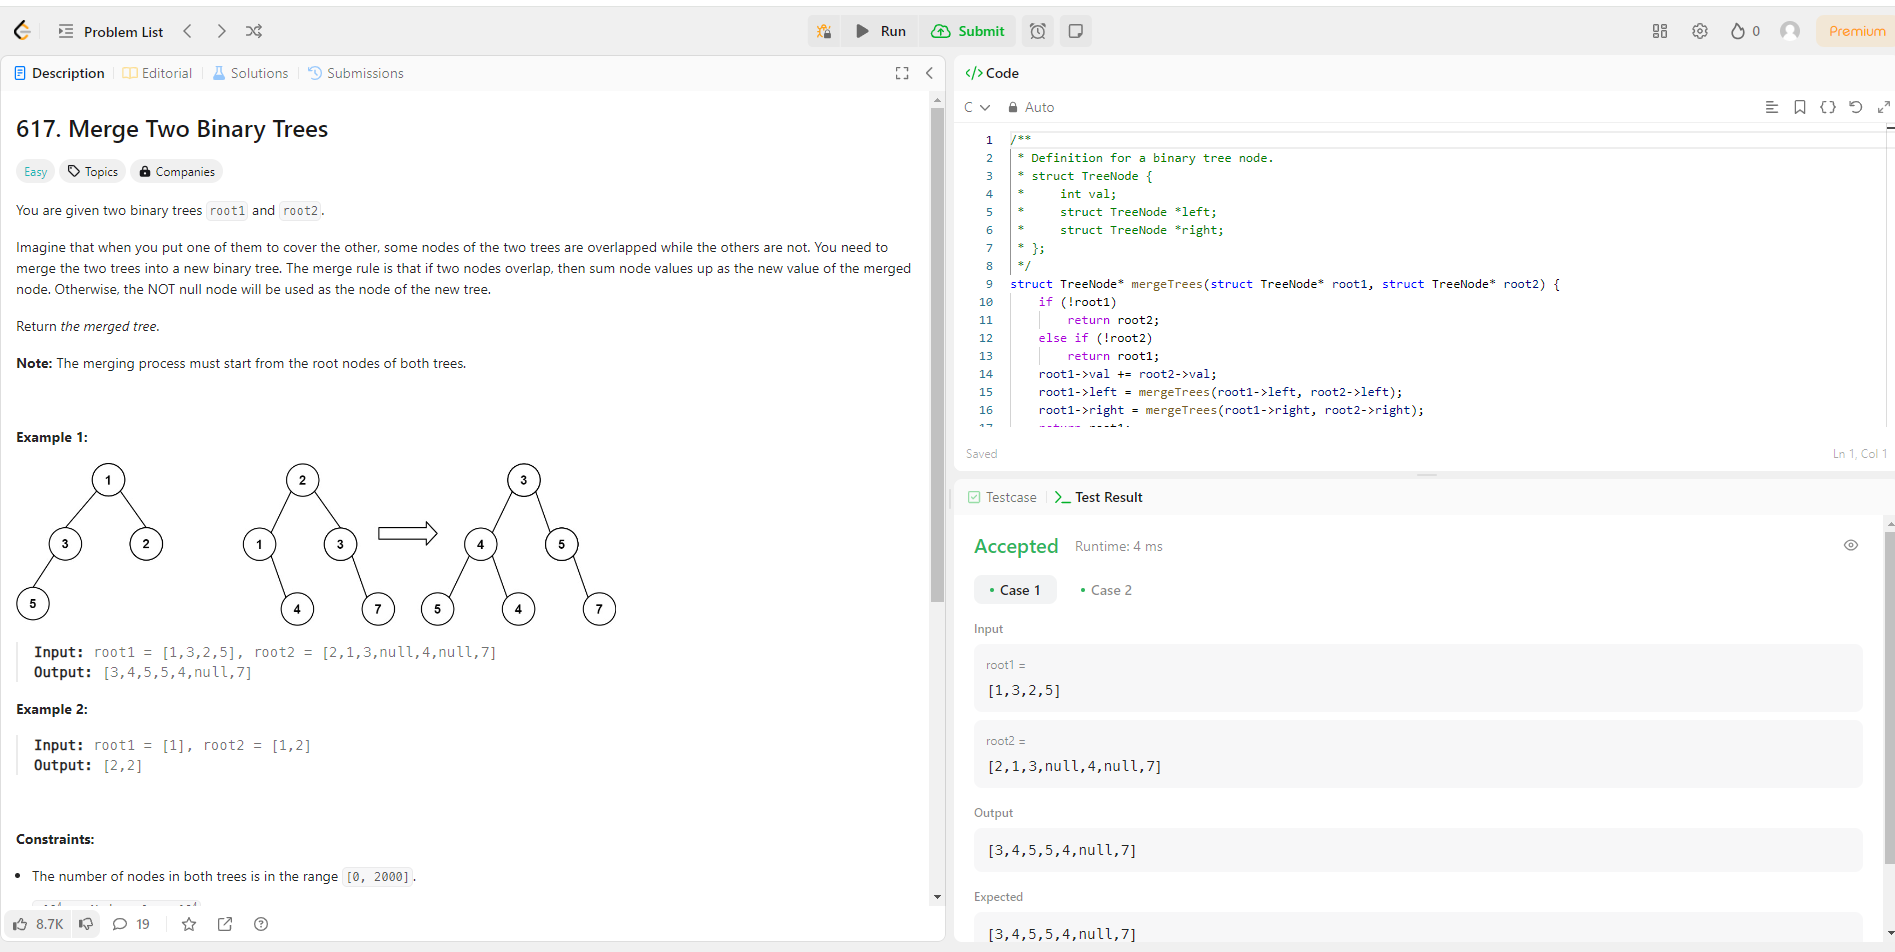 Problem List
Run
Submit
0
Premium
Description
Editorial
Solutions
Submissions
617. Merge Two Binary Trees
Easy
Topics
Companies
You are given two binary trees root1 and root2.
Imagine that when you put one of them to cover the other, some nodes of the two trees are overlapped while the others are not. You need to
merge the two trees into a new binary tree. The merge rule is that if two nodes overlap, then sum node values up as the new value of the merged
node. Otherwise, the NOT null node will be used as the node of the new tree.
Return the merged tree.
Note: The merging process must start from the root nodes of both trees.
Example 1:
1 2 3
3 2 1 3 4 5
5 4 7 5 4 7
Input: root1 = [1,3,2,5], root2 = [2,1,3,null,4,null,7]
Output: [3,4,5,5,4,null,7]
Example 2:
Input: root1 = [1], root2 = [1,2]
Output: [2,2]
Constraints:
• The number of nodes in both trees is in the range [0, 2000].
8.7K
19
</> Code
C
Auto
1 /**
2 * Definition for a binary tree node.
3 * struct TreeNode {
4 *     int val;
5 *     struct TreeNode *left;
6 *     struct TreeNode *right;
7 * };
8 */
9 struct TreeNode* mergeTrees(struct TreeNode* root1, struct TreeNode* root2) {
10     if (!root1)
11         return root2;
12     else if (!root2)
13         return root1;
14     root1->val += root2->val;
15     root1->left = mergeTrees(root1->left, root2->left);
16     root1->right = mergeTrees(root1->right, root2->right);
17     return root1;
Saved
Ln 1, Col 1
Testcase
Test Result
Accepted
Runtime: 4 ms
• Case 1
• Case 2
Input
root1 =
[1,3,2,5]
root2 =
[2,1,3,null,4,null,7]
Output
[3,4,5,5,4,null,7]
Expected
[3,4,5,5,4,null,7]